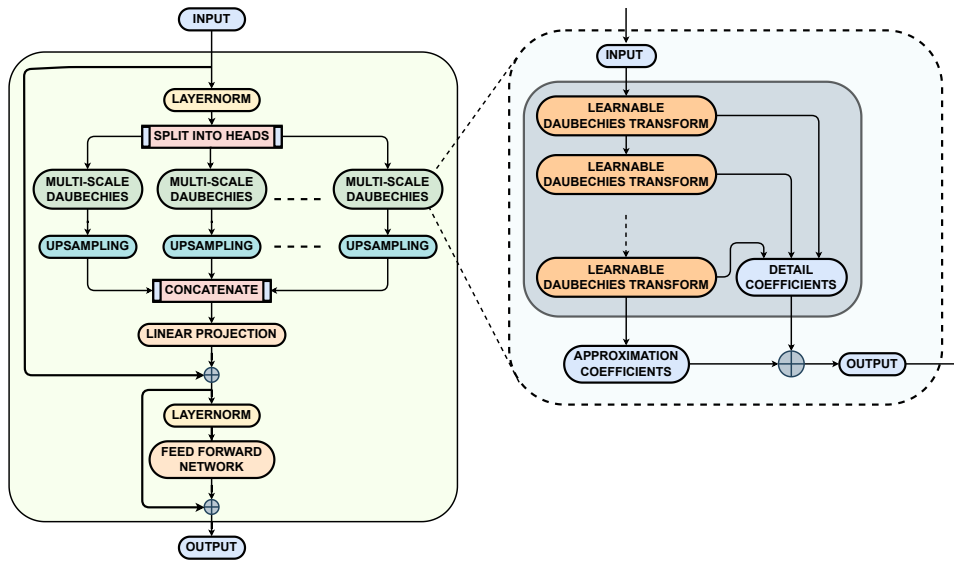 INPUT
LAYERNORM
SPLIT INTO HEADS
MULTI-SCALE
DAUBECHIES
MULTI-SCALE
DAUBECHIES
MULTI-SCALE
DAUBECHIES
UPSAMPLING
UPSAMPLING
UPSAMPLING
CONCATENATE
LINEAR PROJECTION
LAYERNORM
FEED FORWARD
NETWORK
OUTPUT
INPUT
LEARNABLE
DAUBECHIES TRANSFORM
LEARNABLE
DAUBECHIES TRANSFORM
LEARNABLE
DAUBECHIES TRANSFORM
DETAIL
COEFFICIENTS
APPROXIMATION
COEFFICIENTS
OUTPUT